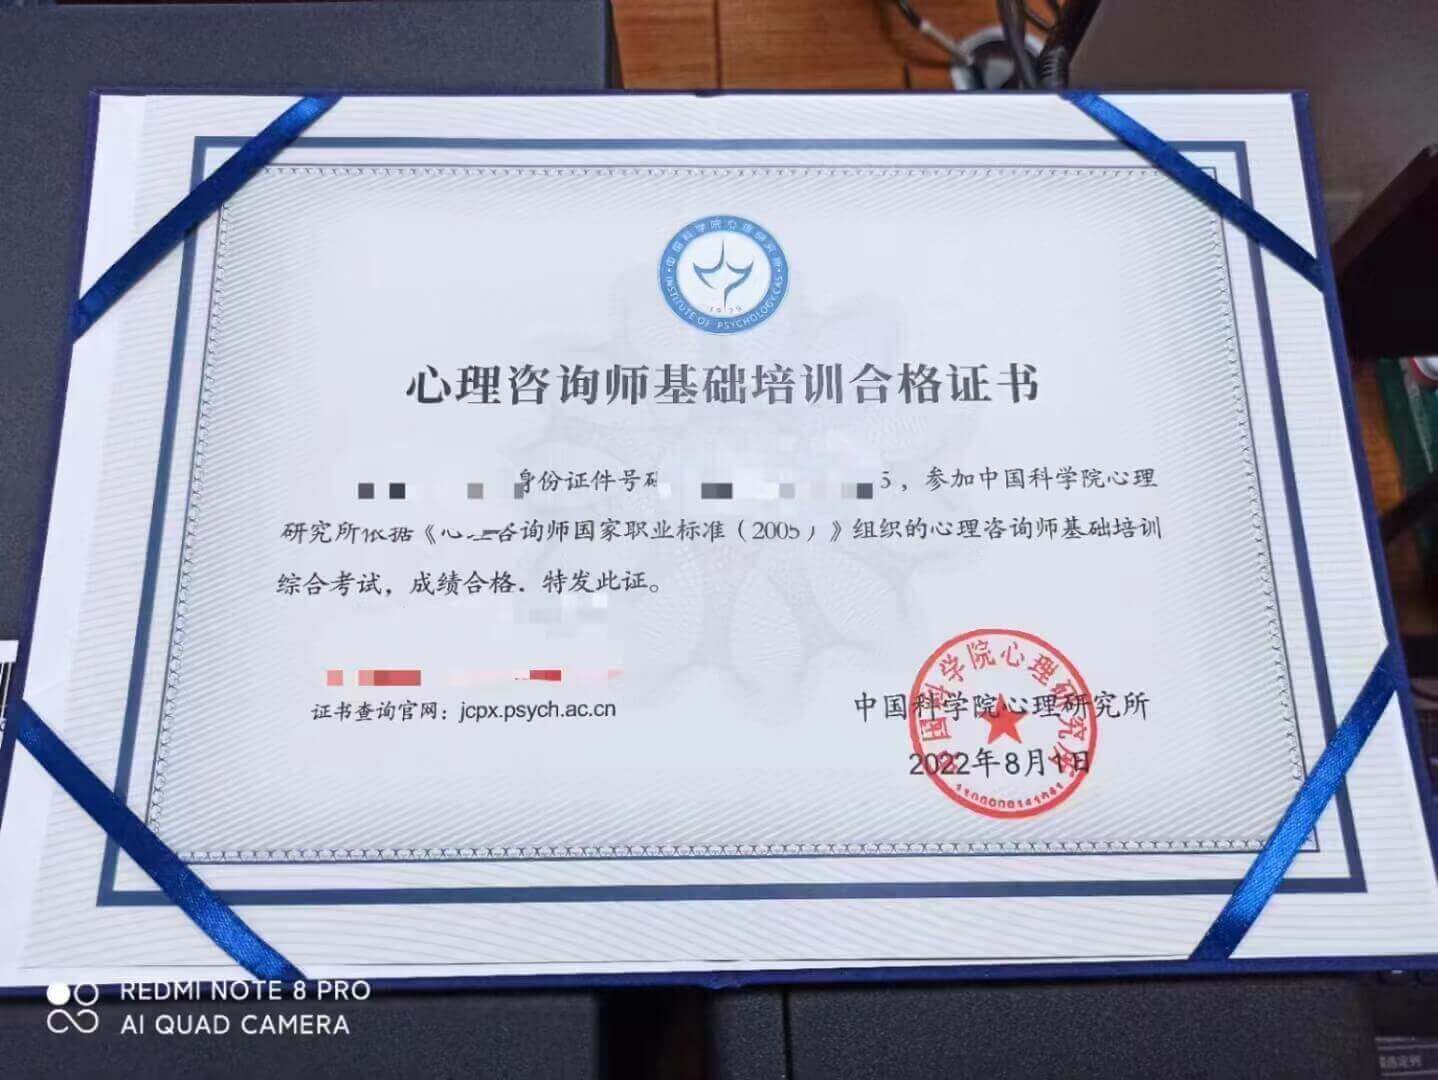 中国科学院心理研究所
INSTITUTE OF PSYCHOLOGY,CAS
心理咨询师基础培训合格证书
身份证件号码 5，参加中国科学院心理
研究所依据《心理咨询师国家职业标准（2005）》组织的心理咨询师基础培训
综合考试，成绩合格．特发此证。
证书查询官网：jcpx.psych.ac.cn
中国科学院心理研究所
2022年8月1日
中国科学院心理研究所
REDMI NOTE 8 PRO
AI QUAD CAMERA